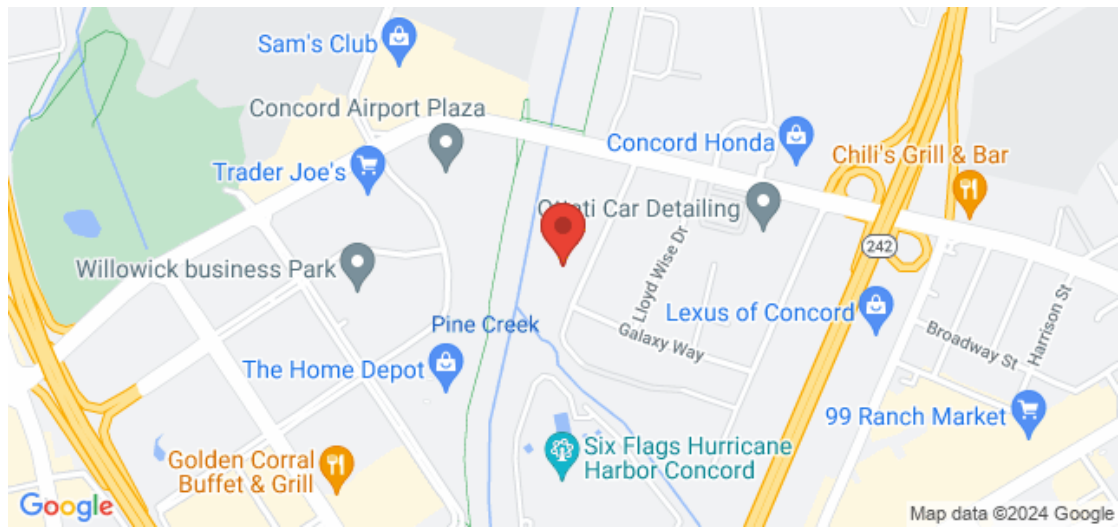 Sam's Club
Concord Airport Plaza
Trader Joe's
Concord Honda
Chili's Grill & Bar
Car Detailing
242
Willowick business Park
Lloyd Wise Dr
Pine Creek
Galaxy Way
Lexus of Concord
Broadway St
Harrison St
The Home Depot
99 Ranch Market
Golden Corral
Buffet & Grill
Six Flags Hurricane
Harbor Concord
Google
Map data ©2024 Google